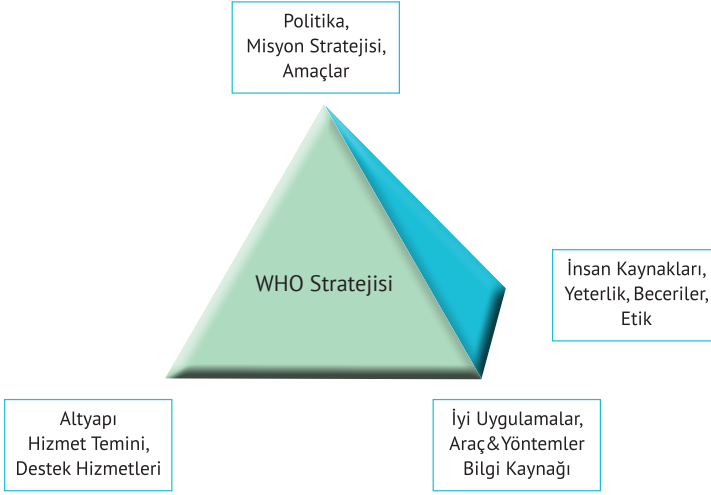 Politika,
Misyon Stratejisi,
Amaçlar
WHO Stratejisi
İnsan Kaynakları,
Yeterlik, Beceriler,
Etik
Altyapı
Hizmet Temini,
Destek Hizmetleri
İyi Uygulamalar,
Araç&Yöntemler
Bilgi Kaynağı